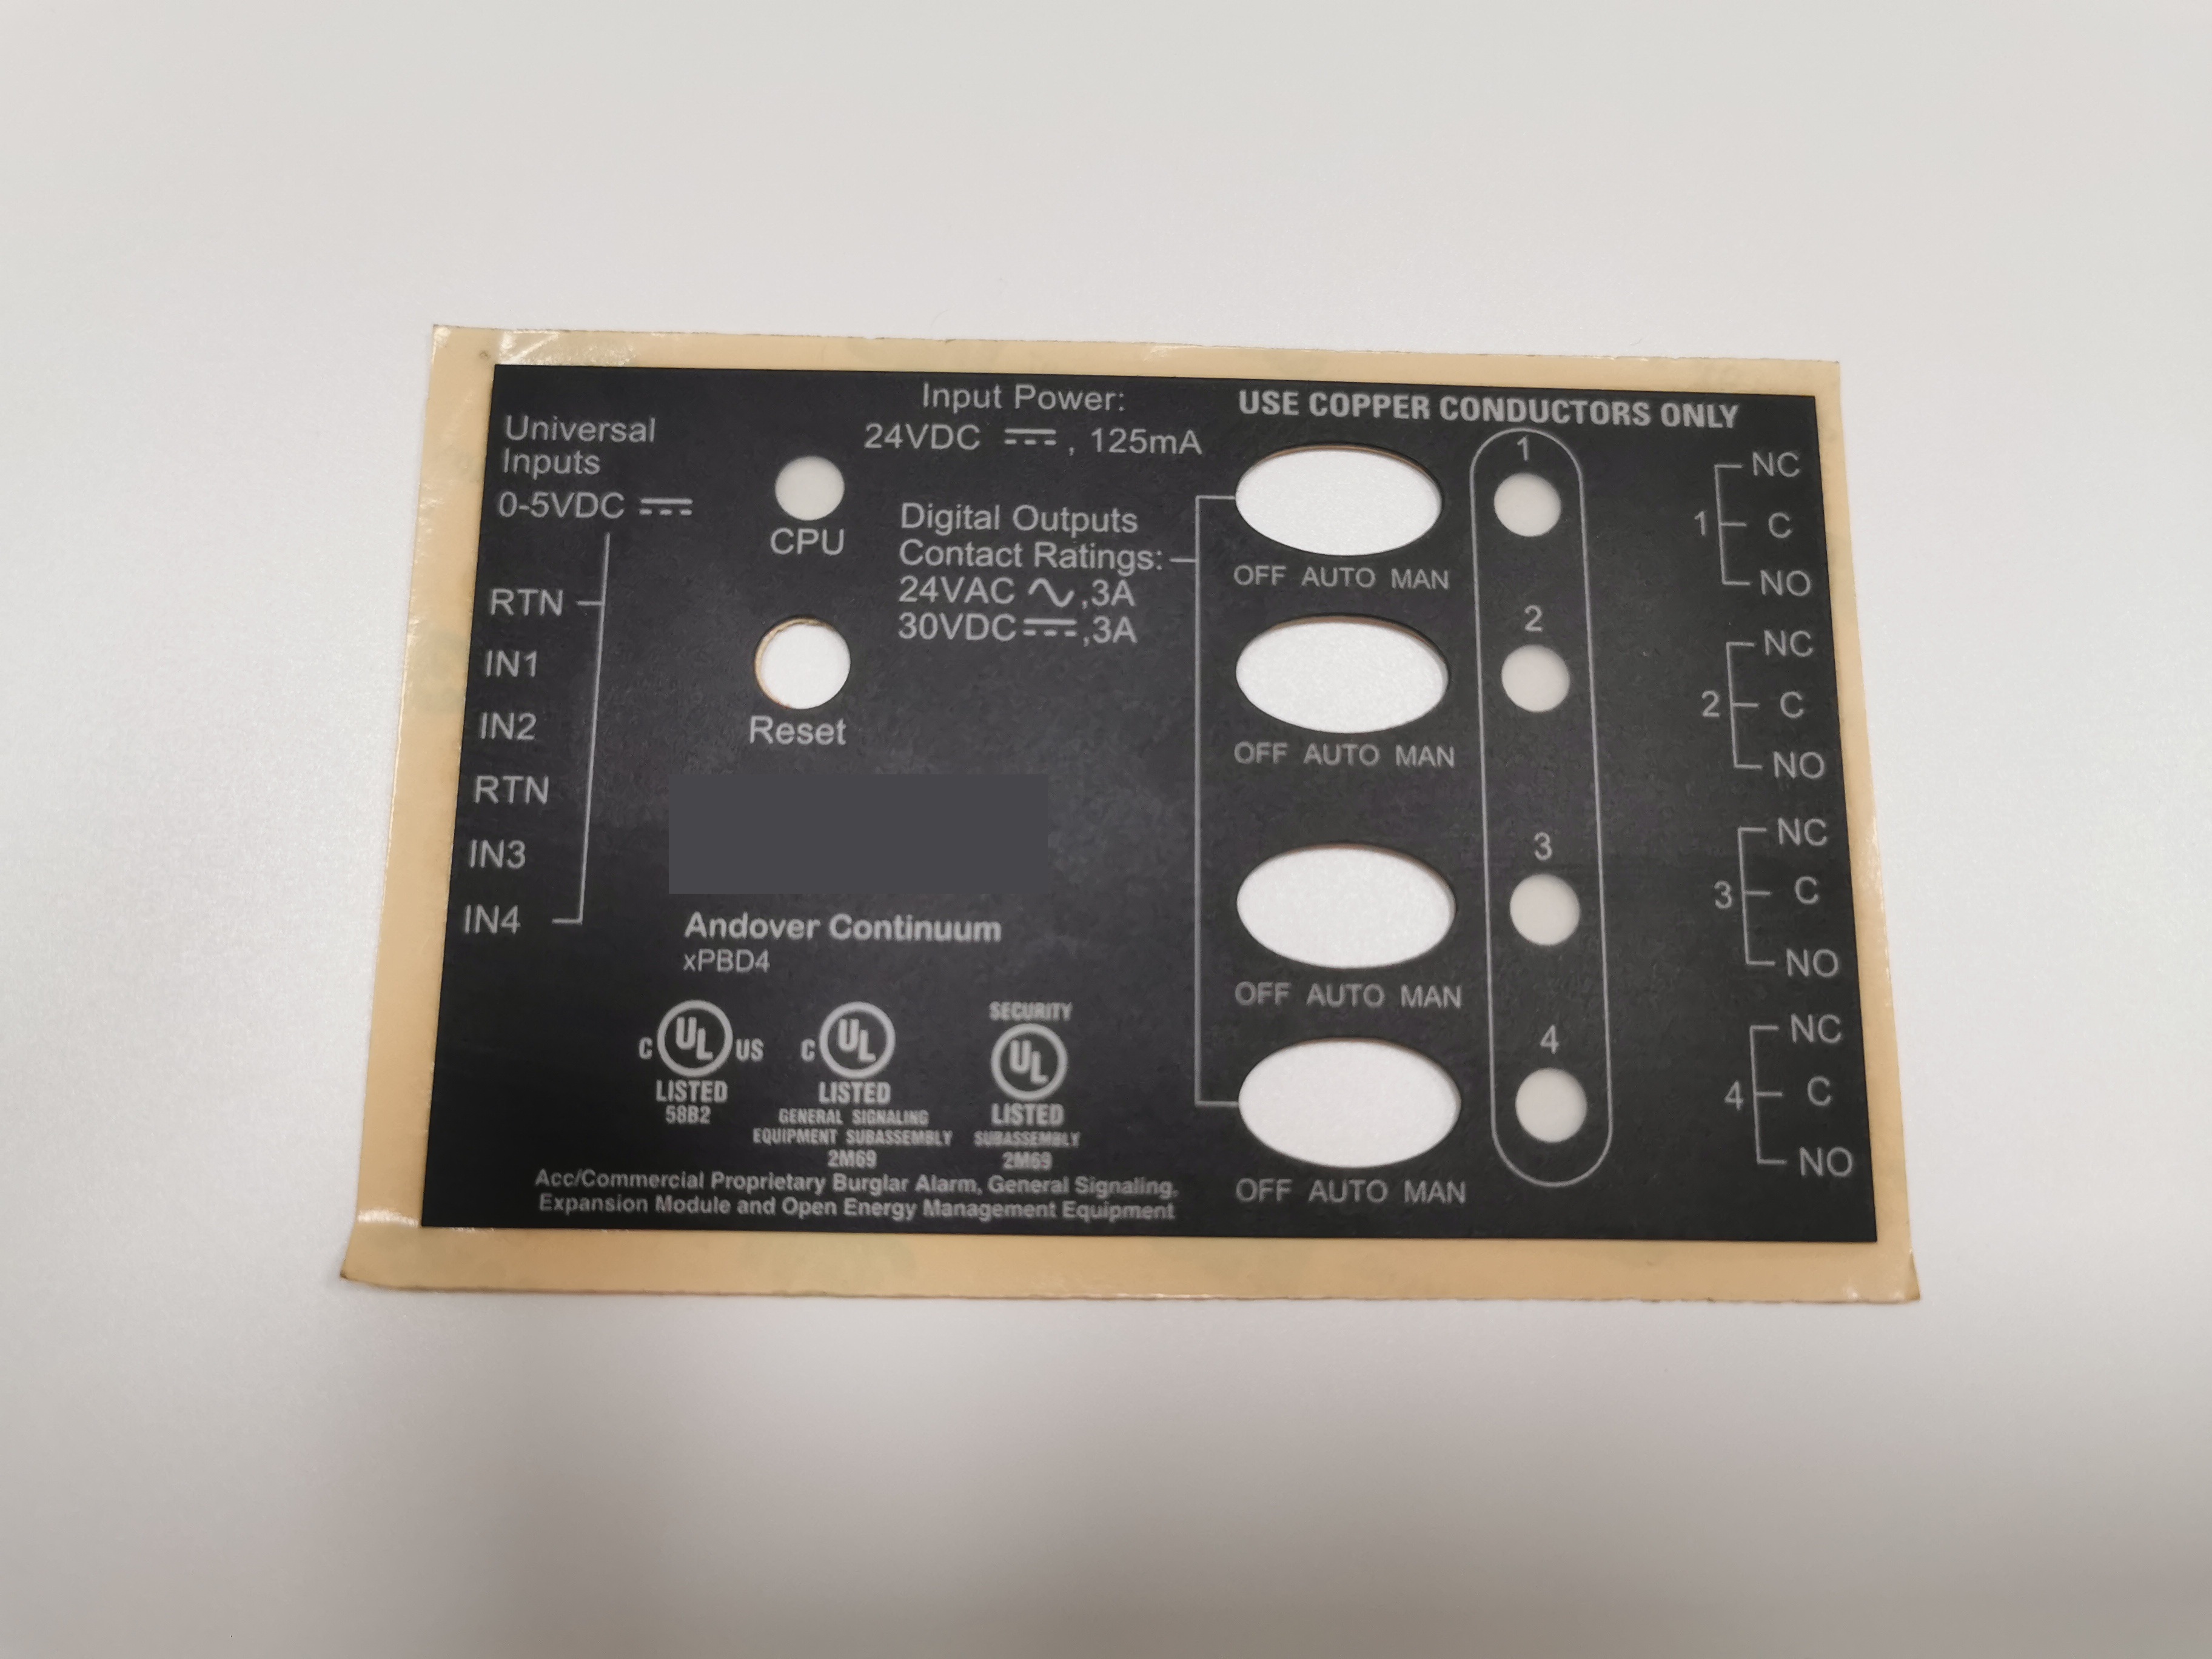 Universal
Inputs
0-5VDC
RTN
IN1
IN2
RTN
IN3
IN4
CPU
Reset
Input Power:
24VDC , 125mA
Digital Outputs
Contact Ratings:
24VAC ,3A
30VDC ,3A
Andover Continuum
xPBD4
C UL US
LISTED
58B2
C UL
LISTED
GENERAL SIGNALING
EQUIPMENT SUBASSEMBLY
2M69
SECURITY
UL
LISTED
SUBASSEMBLY
2M69
Acc/Commercial Proprietary Burglar Alarm, General Signaling,
Expansion Module and Open Energy Management Equipment
USE COPPER CONDUCTORS ONLY
OFF AUTO MAN
OFF AUTO MAN
OFF AUTO MAN
OFF AUTO MAN
1
2
3
4
NC
1 C
NO
NC
2 C
NO
NC
3 C
NO
NC
4 C
NO